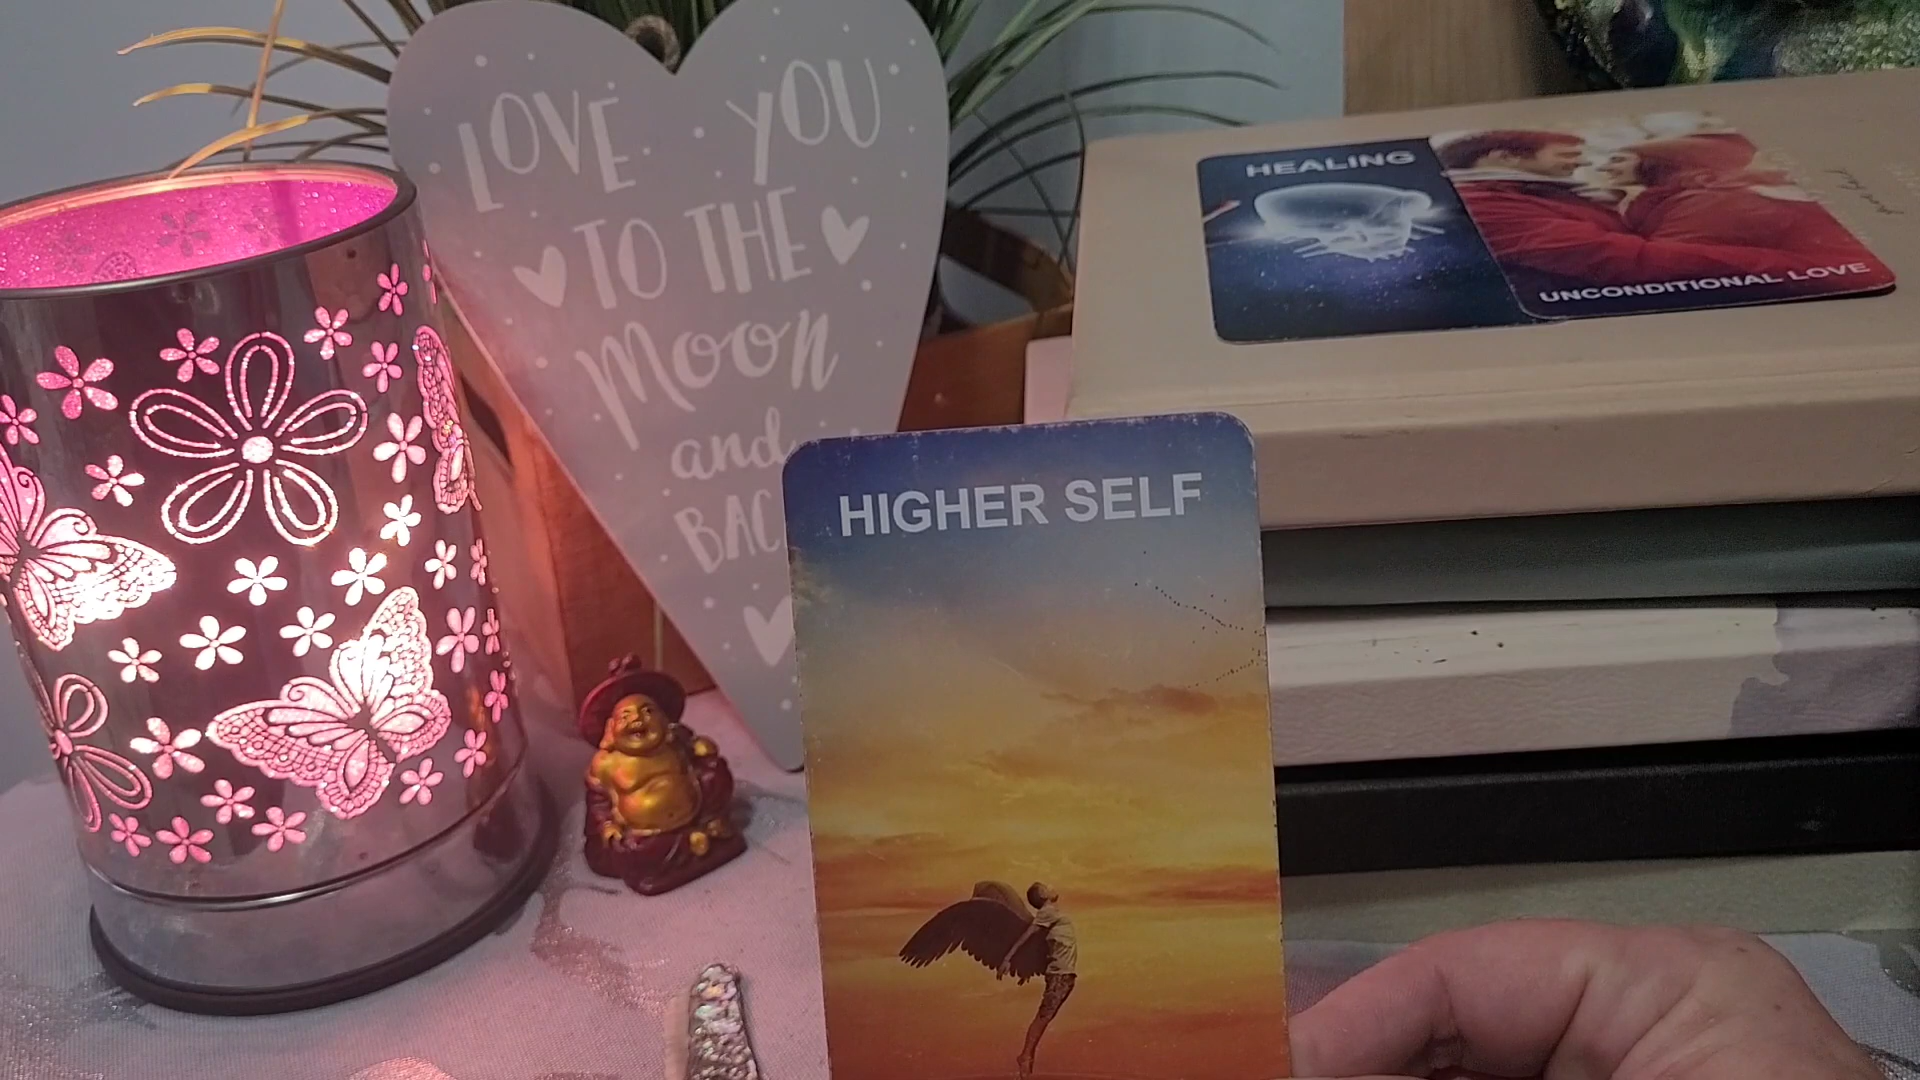 LOVE YOU
TO THE
Moon
and
BAC
HEALING
UNCONDITIONAL LOVE
HIGHER SELF